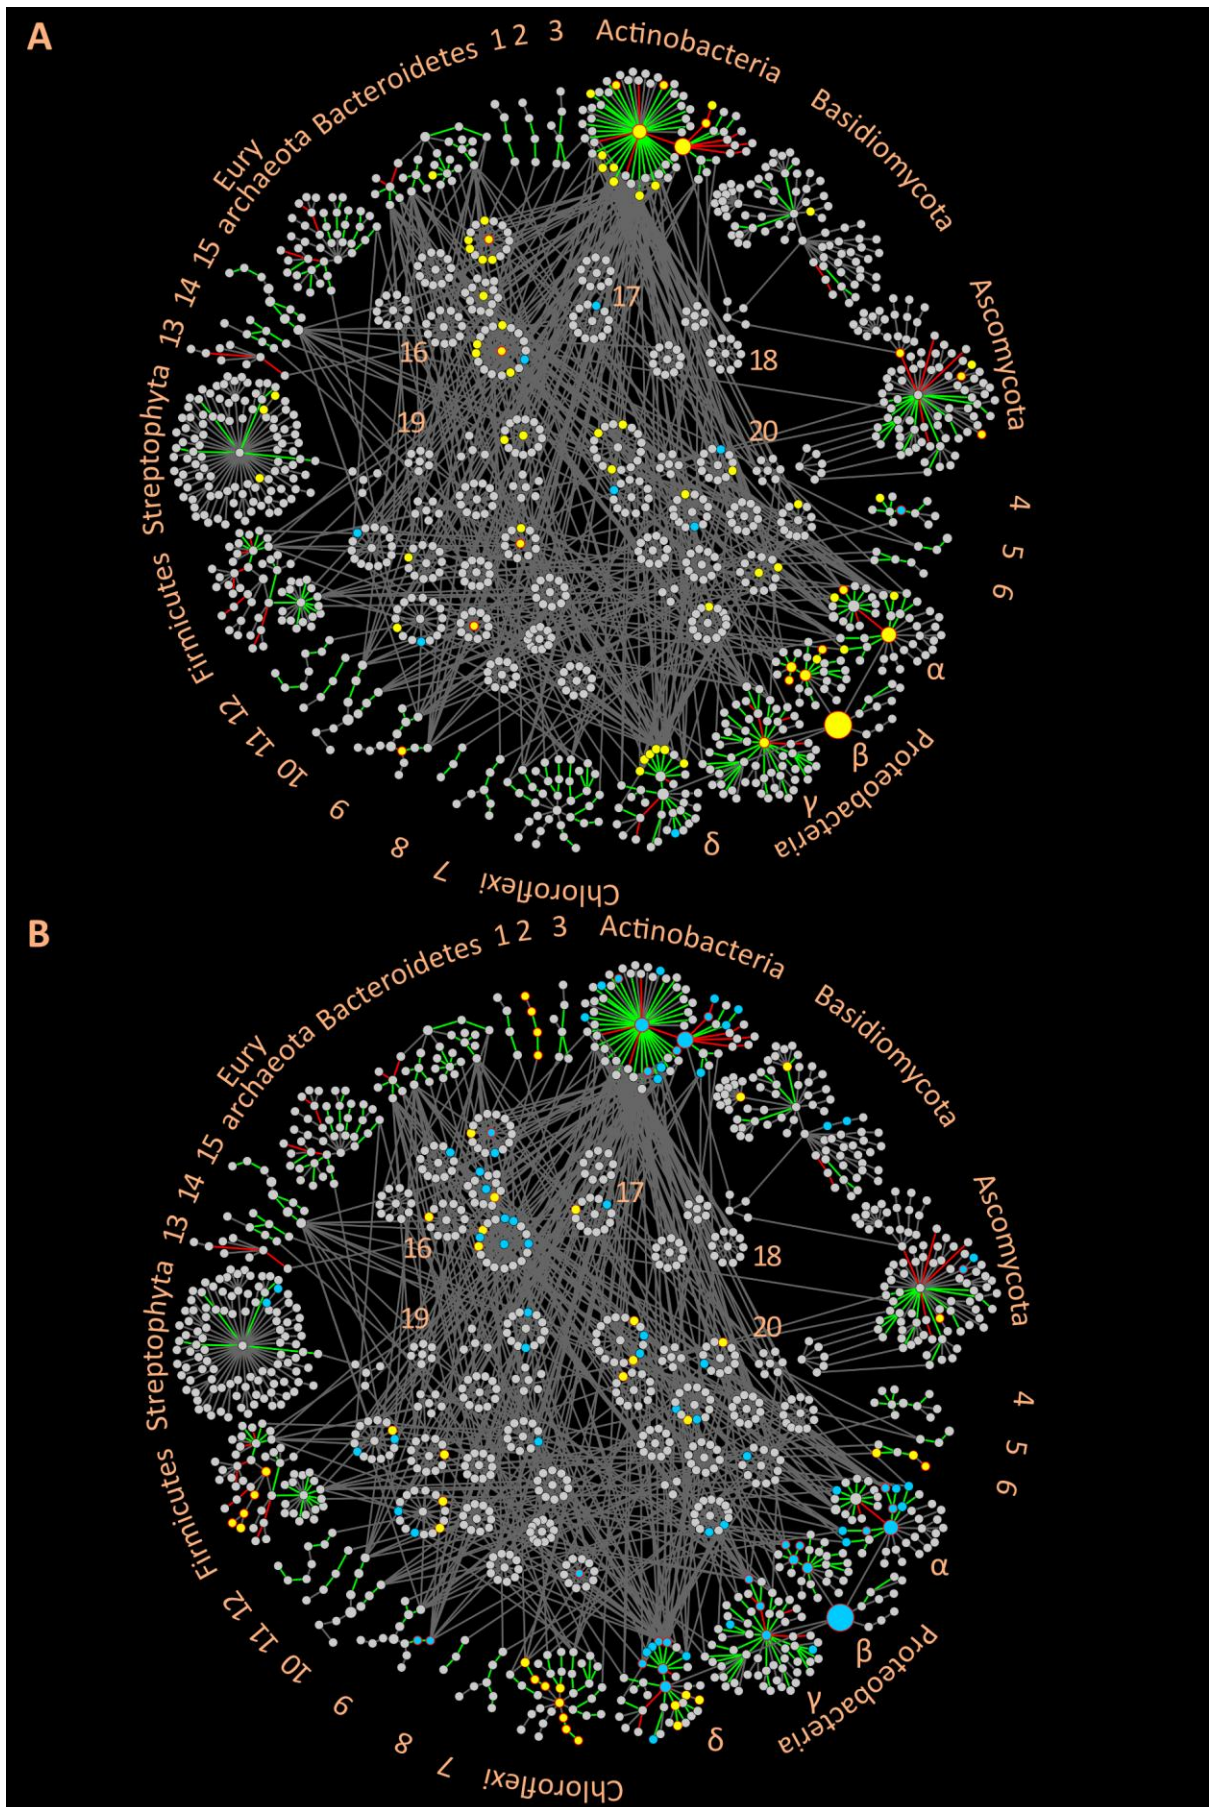 A
1 2 3 Actinobacteria
Basidiomycota
Ascomycota
4
5
6
α
β
γ
Proteobacteria
δ
Chloroflexi
7
8
9
10 11 12
Firmicutes
Streptophyta
13 14 15
Eury
archaeota
Bacteroidetes
16
17
18
19
20
B
1 2 3 Actinobacteria
Basidiomycota
Ascomycota
4
5
6
α
β
γ
Proteobacteria
δ
Chloroflexi
7
8
9
10 11 12
Firmicutes
Streptophyta
13 14 15
Eury
archaeota
Bacteroidetes
16
17
18
19
20